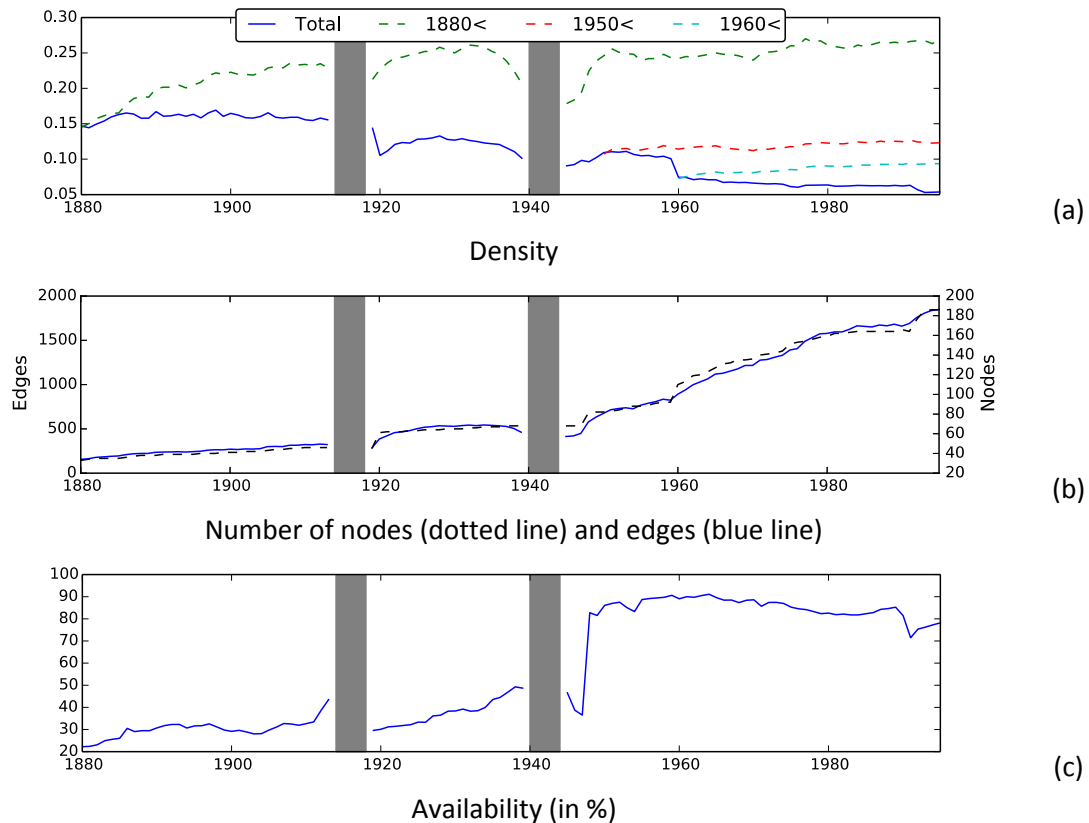 Total 1880< 1950< 1960<
0.30
0.25
0.20
0.15
0.10
0.05
1880 1900 1920 1940 1960 1980
(a)
Density
2000
1500
1000
500
0
Edges
200
180
160
140
120
100
80
60
40
20
Nodes
1880 1900 1920 1940 1960 1980
(b)
Number of nodes (dotted line) and edges (blue line)
100
90
80
70
60
50
40
30
20
1880 1900 1920 1940 1960 1980
(c)
Availability (in %)